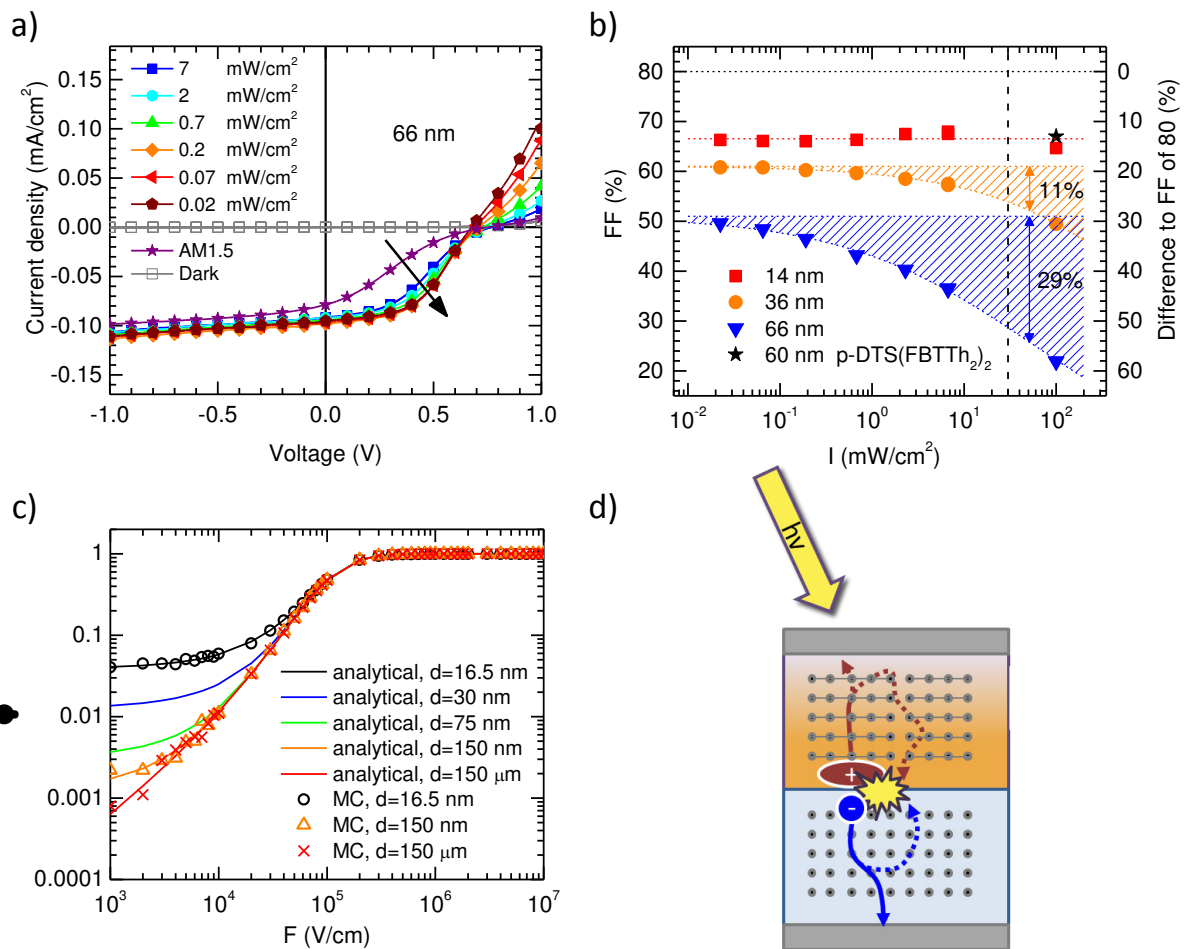 a)
Current density (mA/cm²)
0.15
0.10
0.05
0.00
-0.05
-0.10
-0.15
7 mW/cm²
2 mW/cm²
0.7 mW/cm²
0.2 mW/cm²
0.07 mW/cm²
0.02 mW/cm²
AM1.5
Dark
66 nm
-1.0 -0.5 0.0 0.5 1.0
Voltage (V)
b)
FF (%)
80
70
60
50
40
30
20
11%
29%
14 nm
36 nm
66 nm
60 nm p-DTS(FBTTh₂)₂
0
10
20
30
40
50
60
Difference to FF of 80 (%)
10⁻² 10⁻¹ 10⁰ 10¹ 10²
I (mW/cm²)
c)
1
0.1
0.01
0.001
0.0001
analytical, d=16.5 nm
analytical, d=30 nm
analytical, d=75 nm
analytical, d=150 nm
analytical, d=150 μm
MC, d=16.5 nm
MC, d=150 nm
MC, d=150 μm
10³ 10⁴ 10⁵ 10⁶ 10⁷
F (V/cm)
d)
hν
+
-